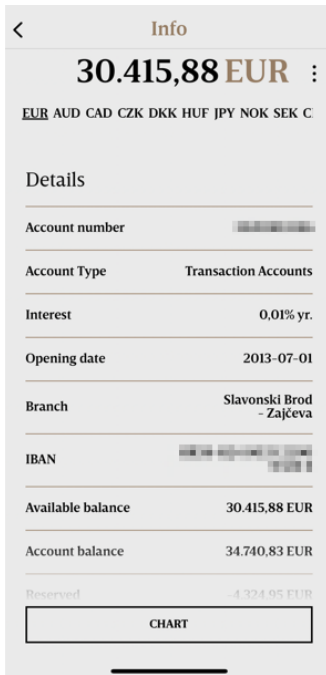 Info
30.415,88 EUR
EUR AUD CAD CZK DKK HUF JPY NOK SEK
Details
Account number
Account Type Transaction Accounts
Interest 0,01% yr.
Opening date 2013-07-01
Branch Slavonski Brod
- Zajčeva
IBAN
Available balance 30.415,88 EUR
Account balance 34.740,83 EUR
Reserved -4.324,95 EUR
CHART